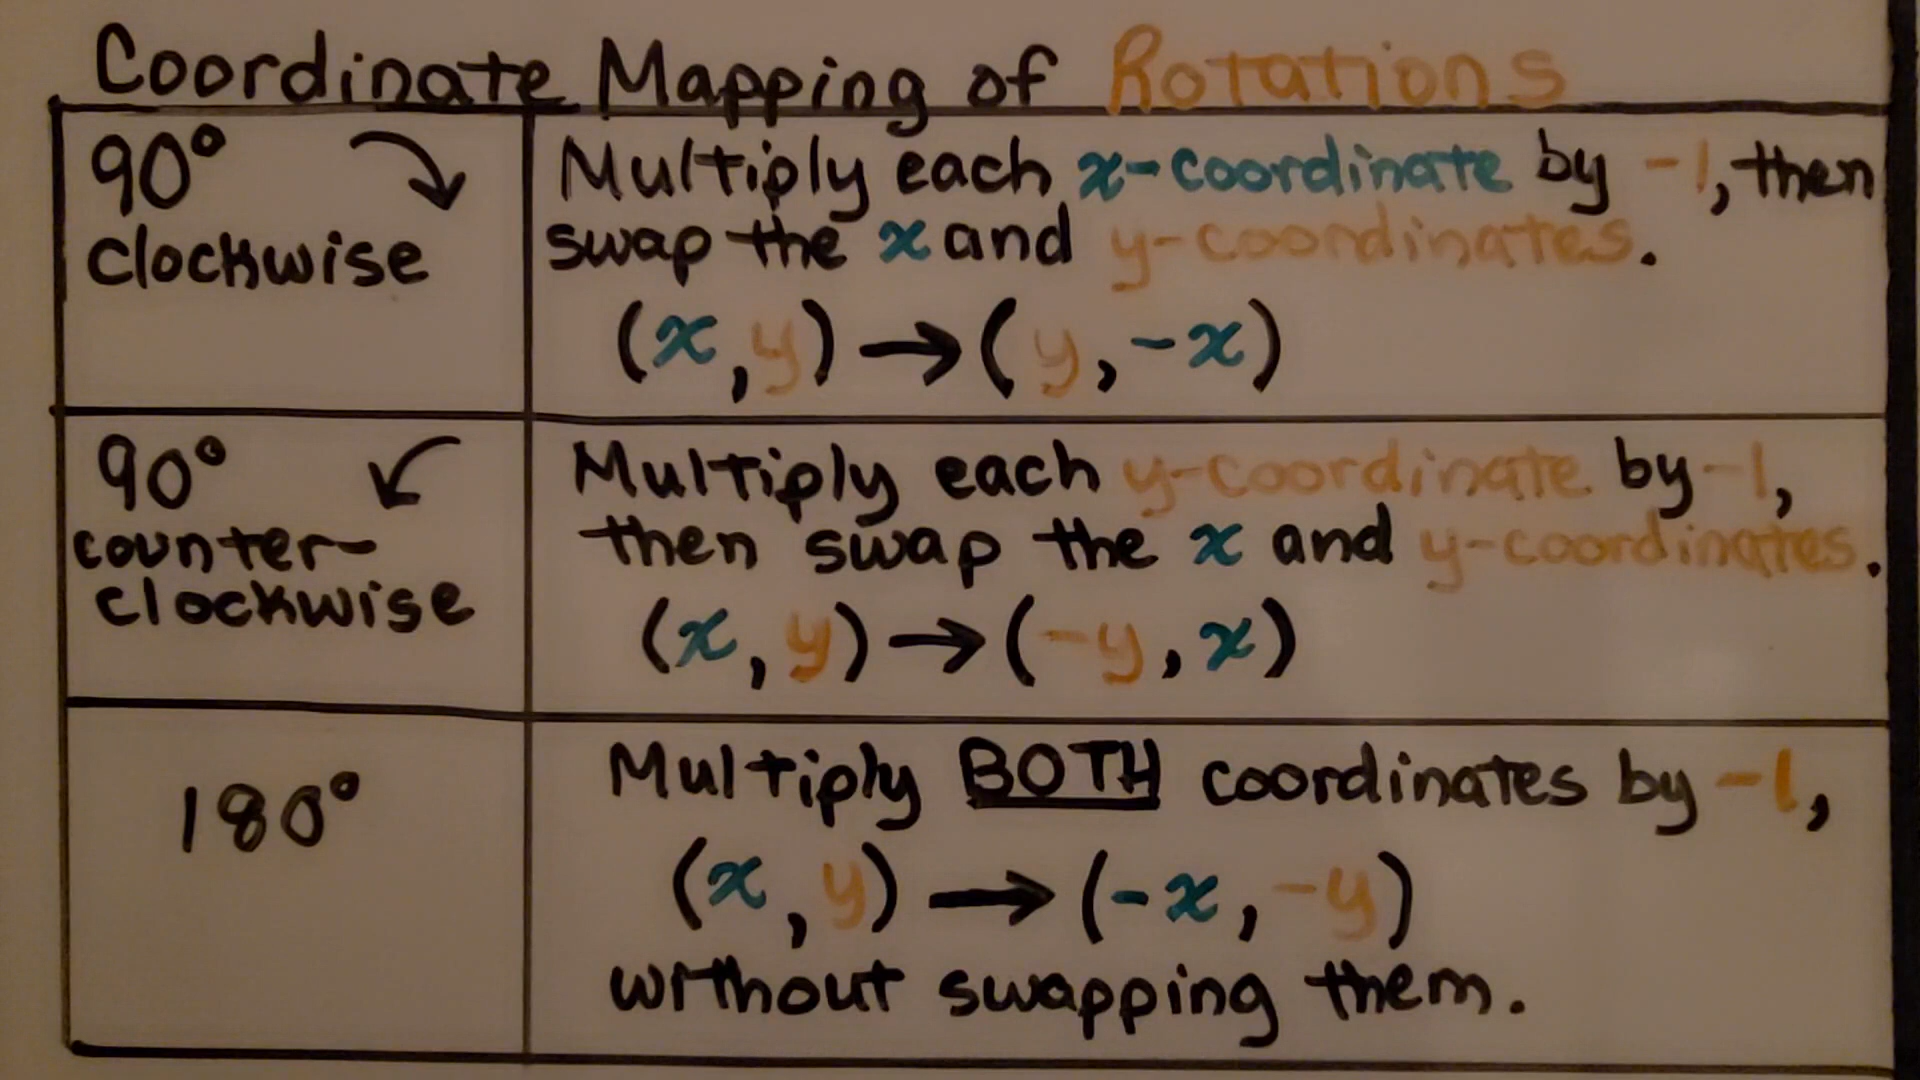 Coordinate Mapping of Rotations
90°
clockwise
Multiply each x-coordinate by -1, then
swap the x and y-coordinates.
(x, y) → (y, -x)
90°
counter-
clockwise
Multiply each y-coordinate by -1,
then swap the x and y-coordinates.
(x, y) → (-y, x)
180°
Multiply BOTH coordinates by -1,
(x, y) → (-x, -y)
without swapping them.